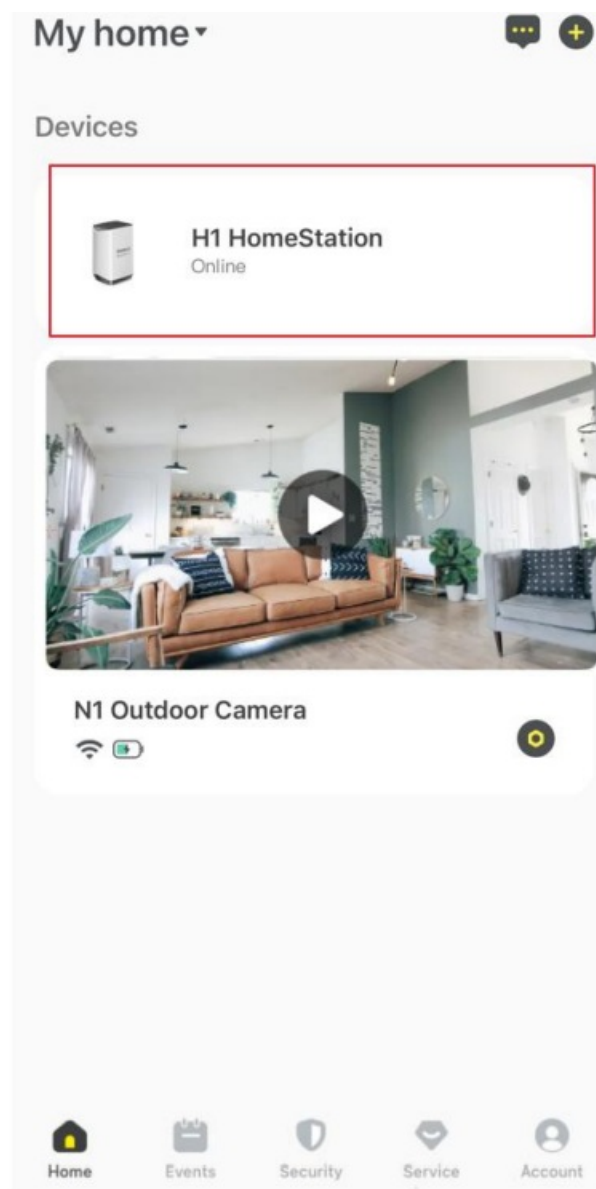 My home
Devices
H1 HomeStation
Online
N1 Outdoor Camera
Home
Events
Security
Service
Account